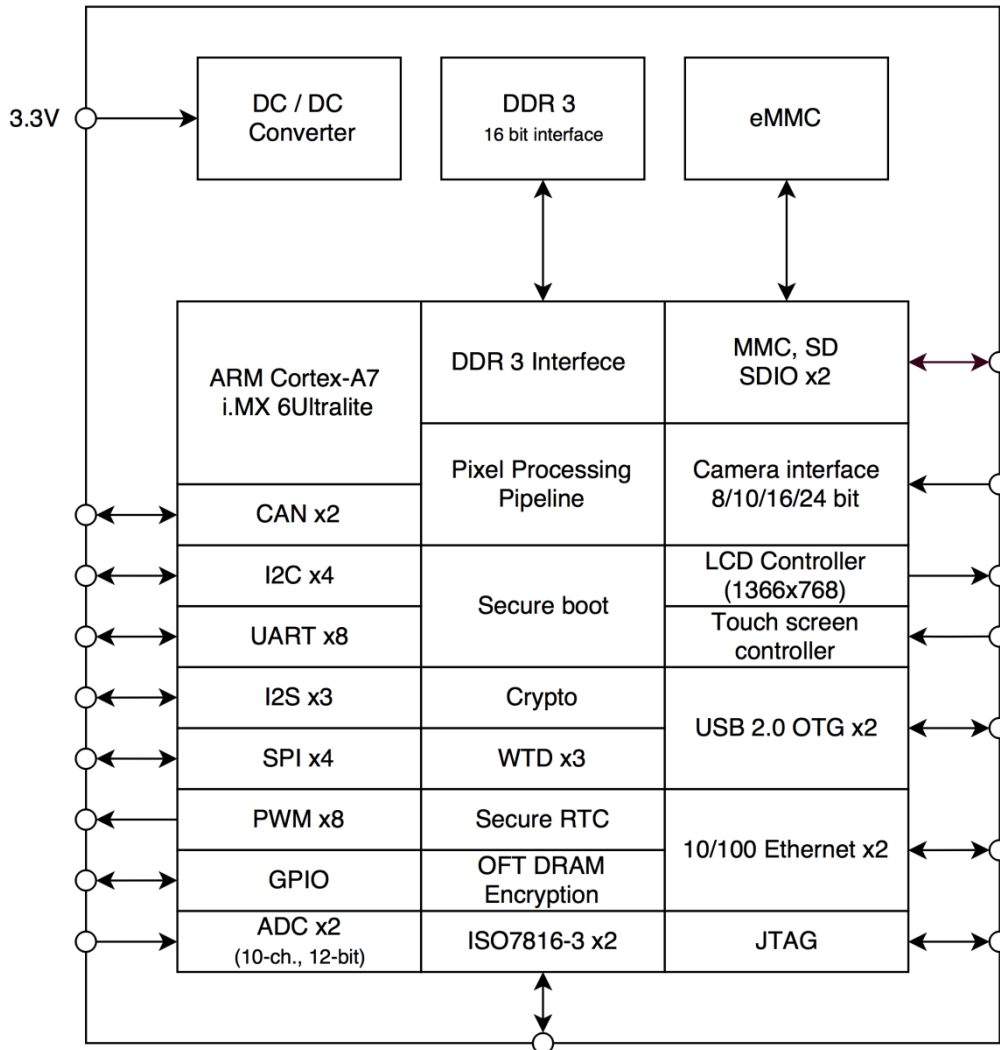 3.3V
DC / DC
Converter
DDR 3
16 bit interface
eMMC
ARM Cortex-A7
i.MX 6Ultralite
DDR 3 Interfece
MMC, SD
SDIO x2
Pixel Processing
Pipeline
Camera interface
8/10/16/24 bit
CAN x2
I2C x4
Secure boot
LCD Controller
(1366x768)
UART x8
Touch screen
controller
I2S x3
Crypto
USB 2.0 OTG x2
SPI x4
WTD x3
PWM x8
Secure RTC
10/100 Ethernet x2
GPIO
OFT DRAM
Encryption
ADC x2
(10-ch., 12-bit)
ISO7816-3 x2
JTAG